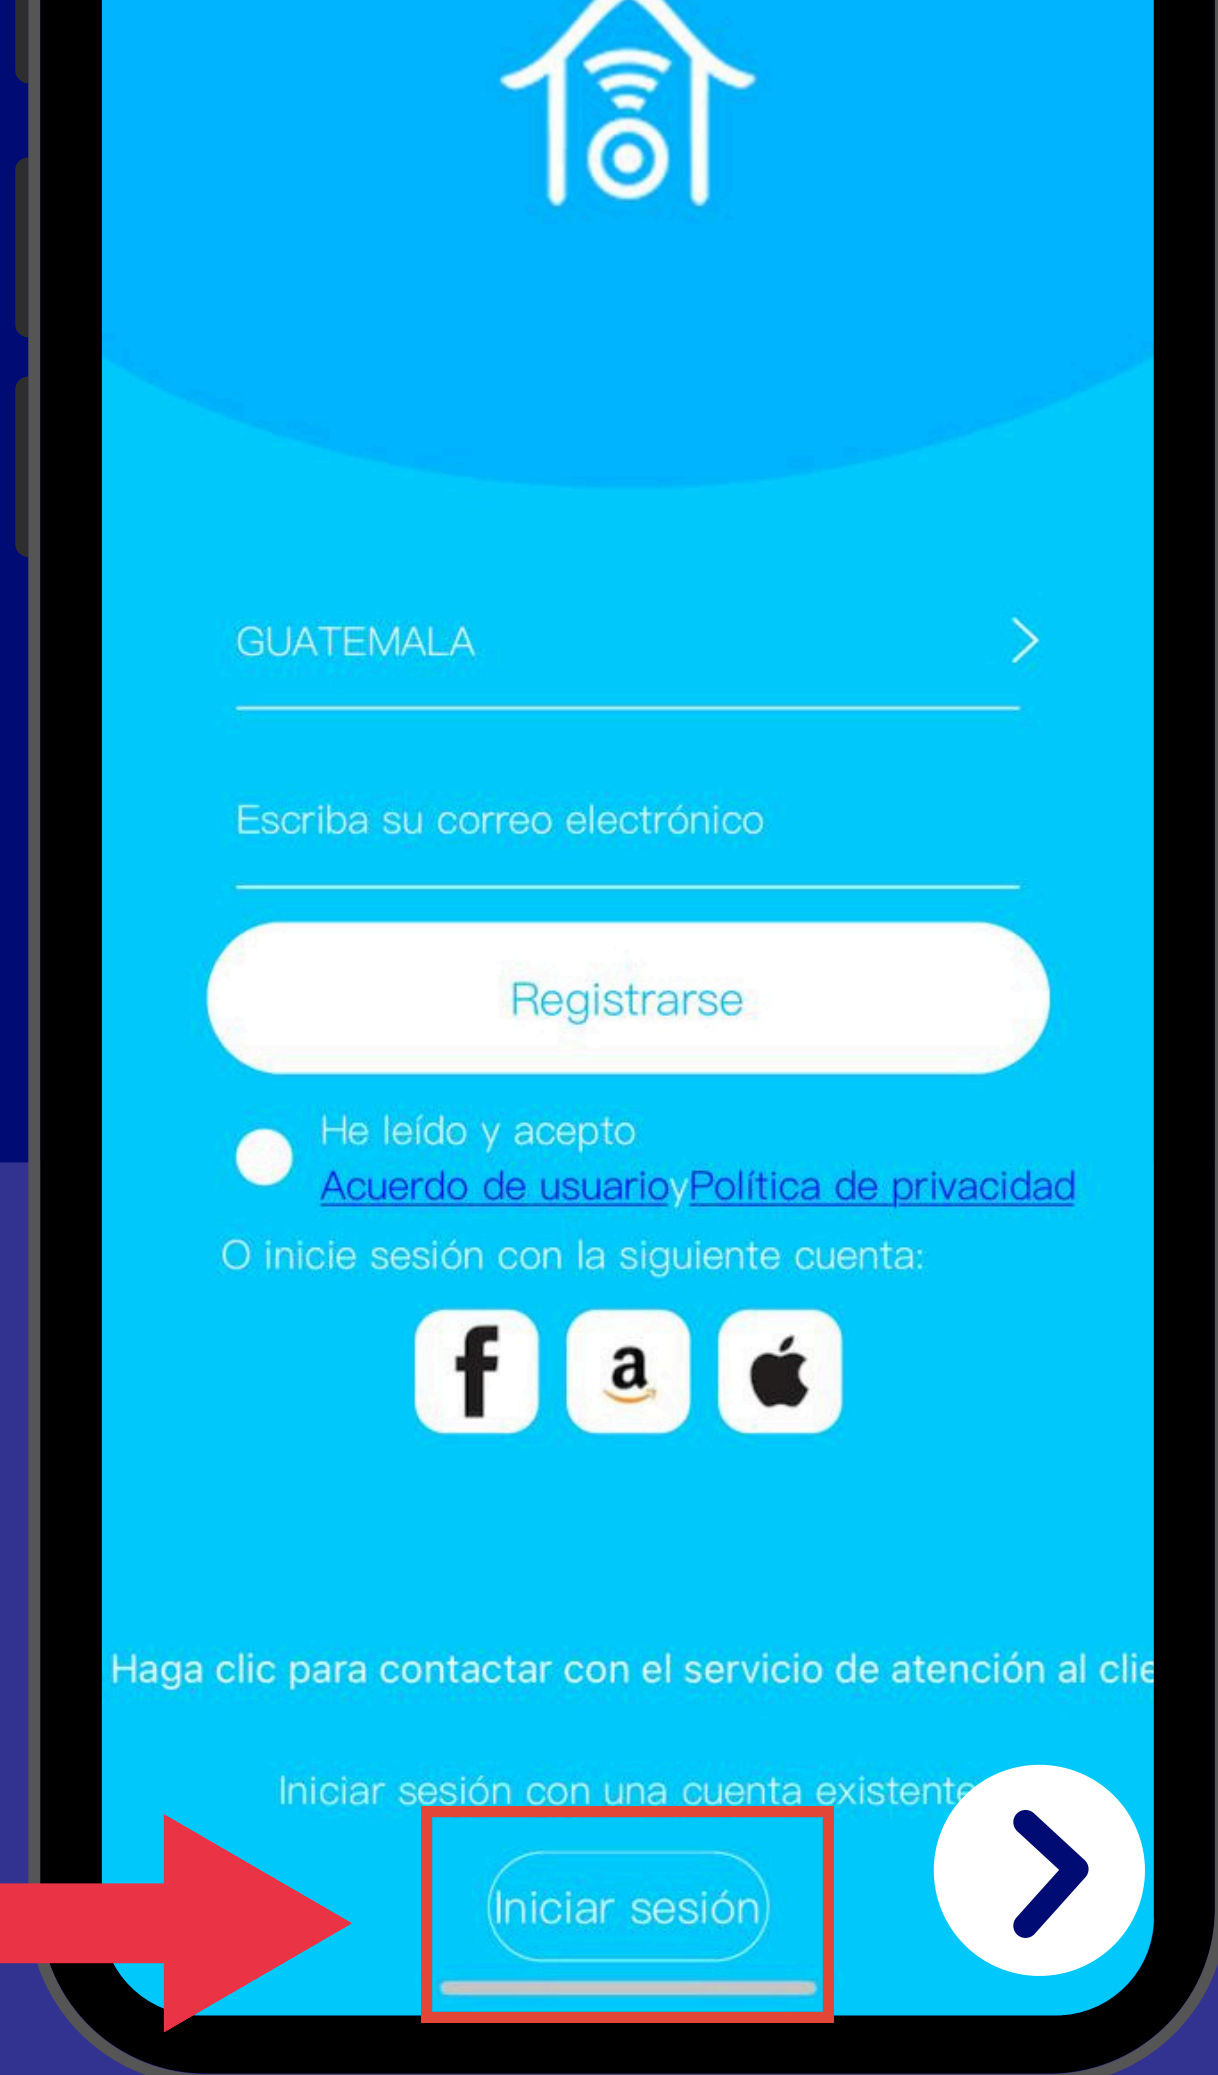 GUATEMALA
Escriba su correo electrónico
Registrarse
He leído y acepto
Acuerdo de usuarioyPolítica de privacidad
O inicie sesión con la siguiente cuenta:
Haga clic para contactar con el servicio de atención al clie
Iniciar sesión con una cuenta existente
Iniciar sesión